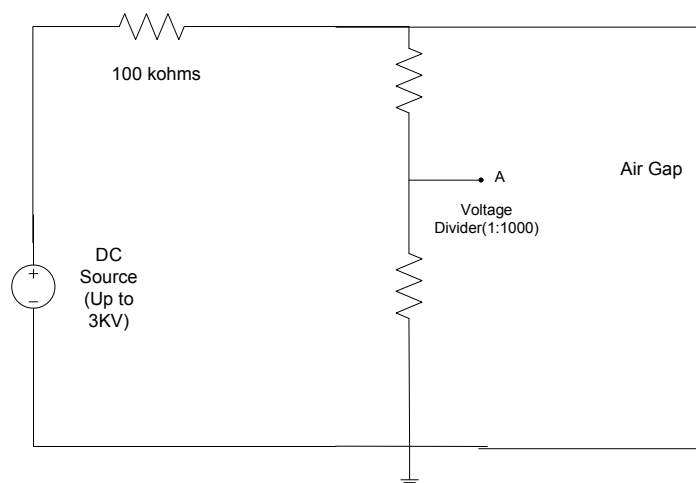 100 kohms
A
Air Gap
Voltage
Divider(1:1000)
DC
Source
(Up to
3KV)
+
−